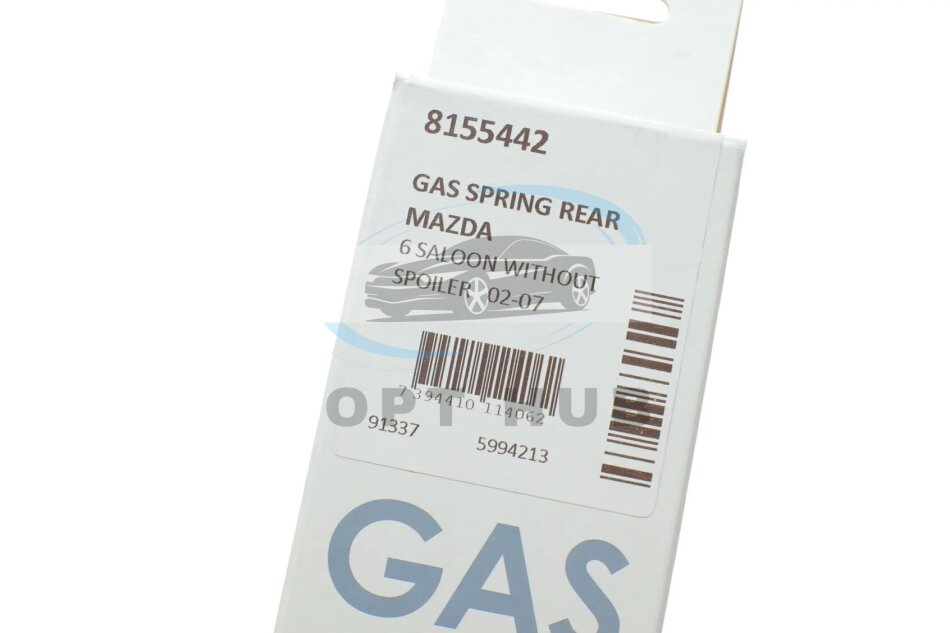 8155442
GAS SPRING REAR
MAZDA
6 SALOON WITHOUT
SPOILER 02-07
7 394410 114062
OPT HUB
91337 5994213
GAS